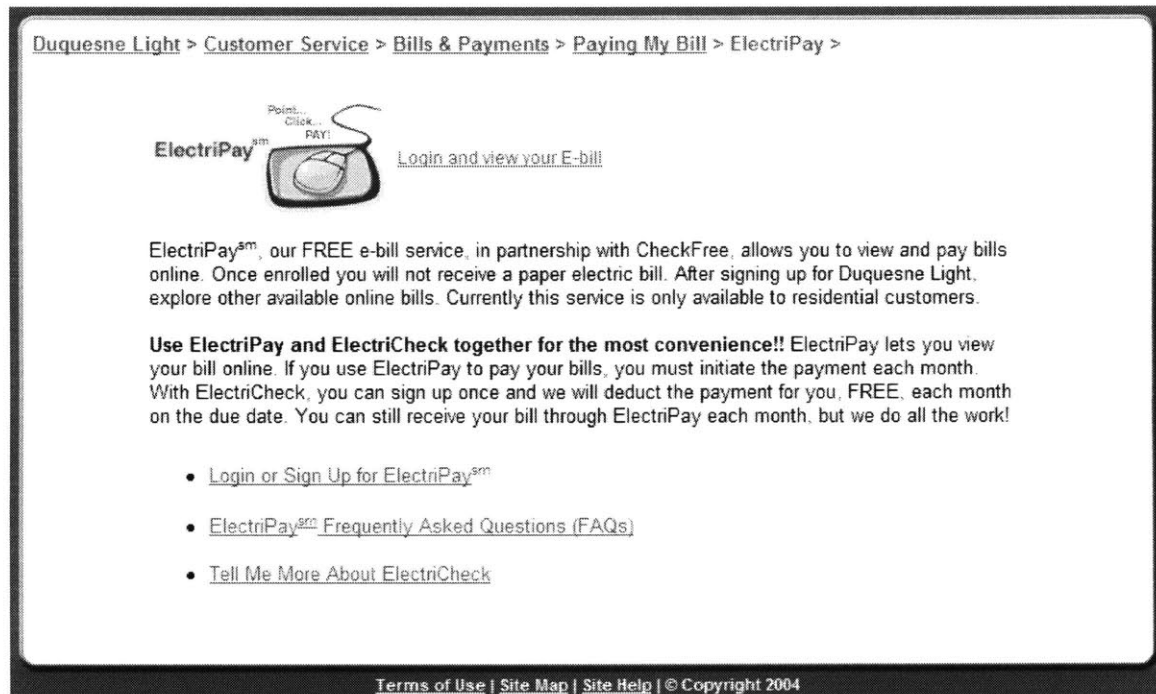 Duquesne Light > Customer Service > Bills & Payments > Paying My Bill > ElectriPay >
Point...
Click...
PAY!
ElectriPay℠ Login and view your E-bill
ElectriPay℠, our FREE e-bill service, in partnership with CheckFree, allows you to view and pay bills
online. Once enrolled you will not receive a paper electric bill. After signing up for Duquesne Light,
explore other available online bills. Currently this service is only available to residential customers.
Use ElectriPay and ElectriCheck together for the most convenience!! ElectriPay lets you view
your bill online. If you use ElectriPay to pay your bills, you must initiate the payment each month.
With ElectriCheck, you can sign up once and we will deduct the payment for you, FREE, each month
on the due date. You can still receive your bill through ElectriPay each month, but we do all the work!
• Login or Sign Up for ElectriPay℠
• ElectriPay℠ Frequently Asked Questions (FAQs)
• Tell Me More About ElectriCheck
Terms of Use | Site Map | Site Help | © Copyright 2004